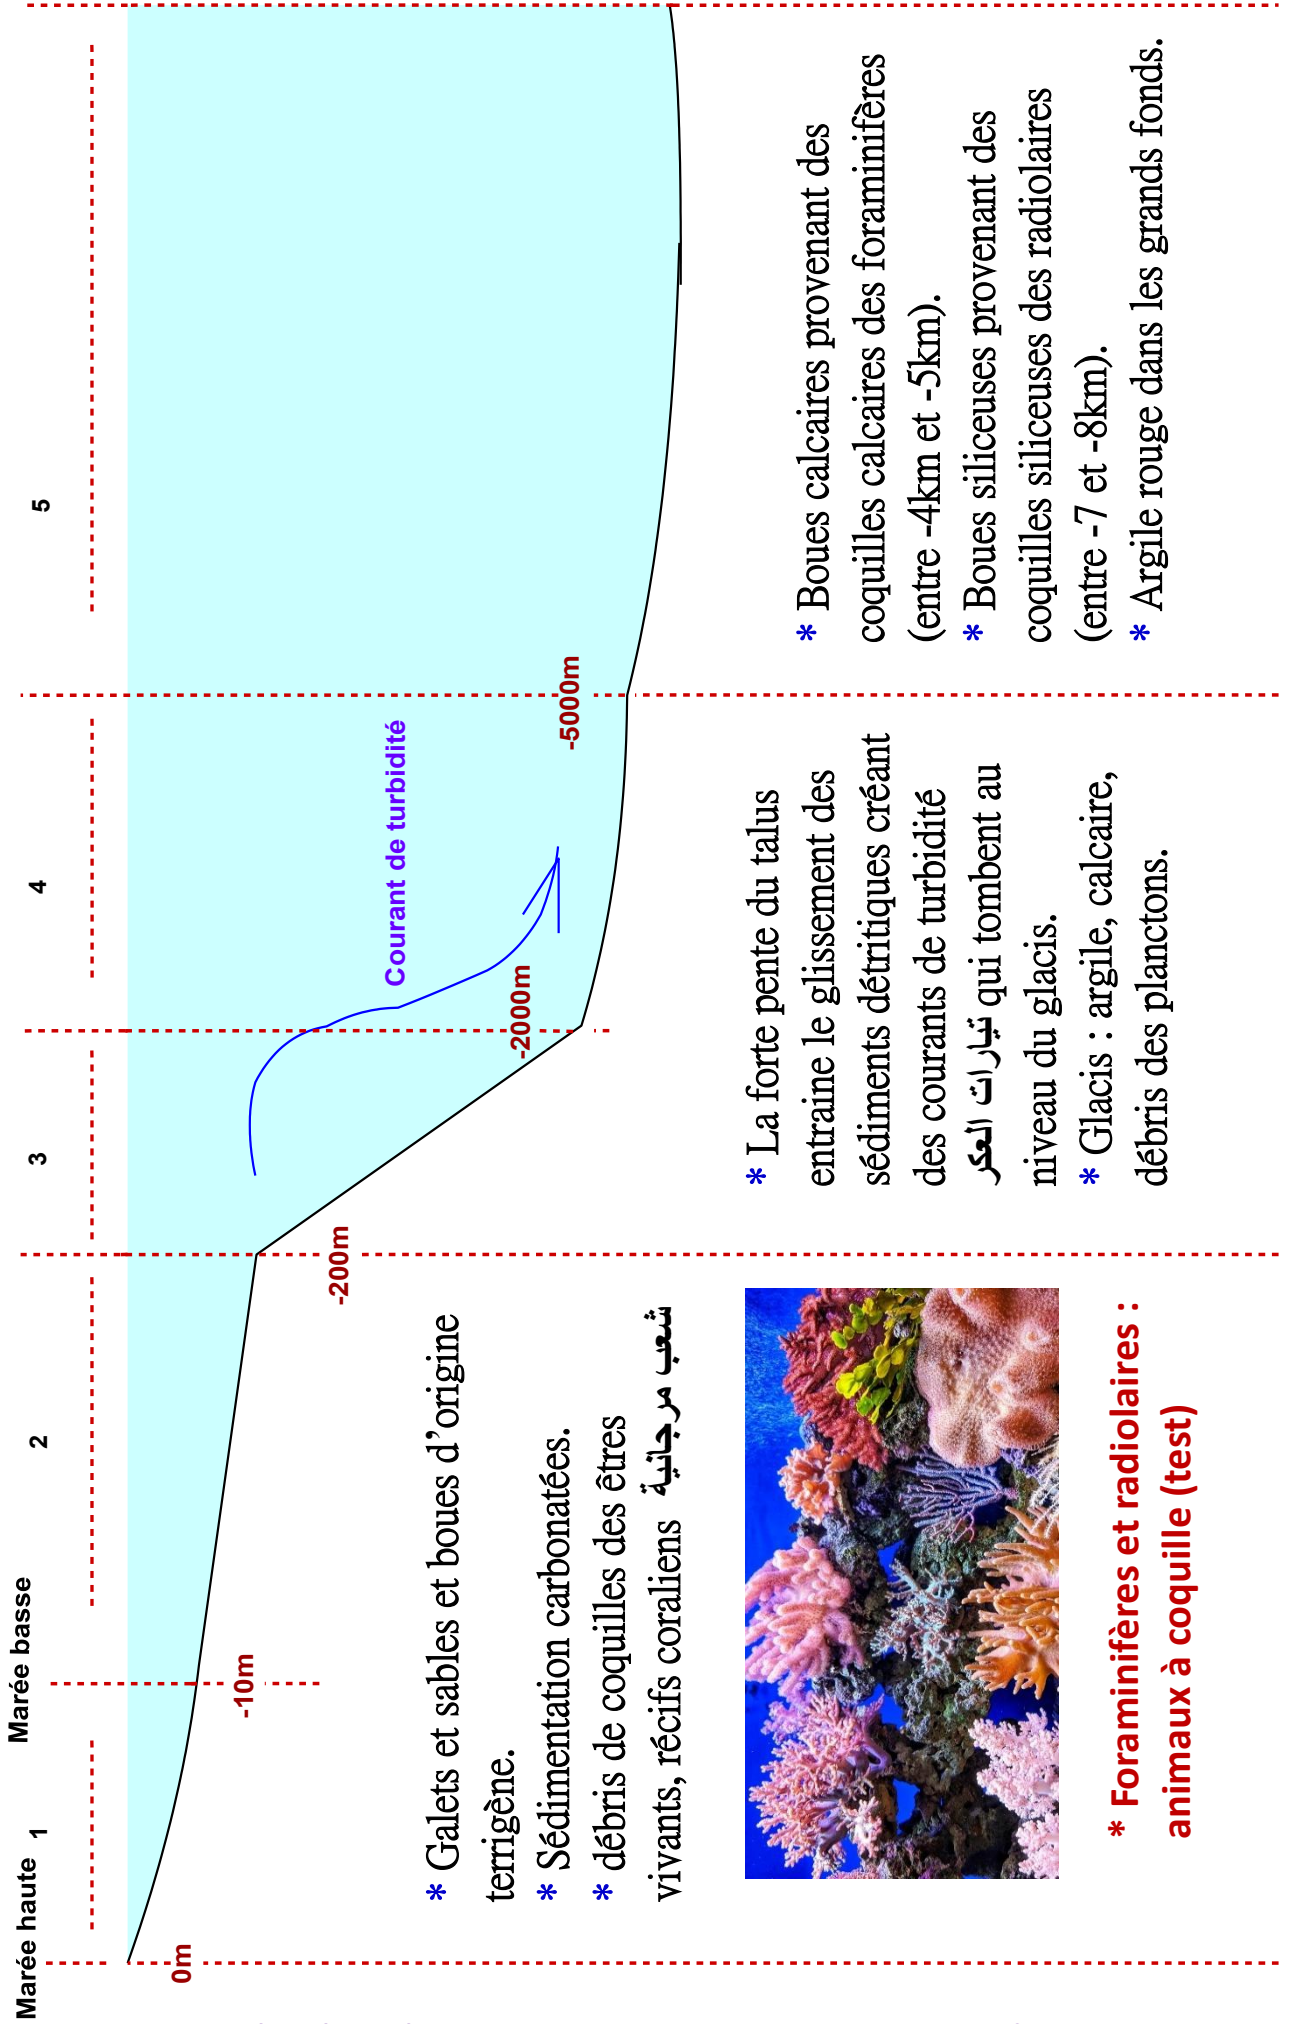 Marée haute
1
Marée basse
2
3
4
5
0m
-10m
-200m
-2000m
-5000m
Courant de turbidité
* Galets et sables et boues d’origine
terrigène.
* Sédimentation carbonatées.
* débris de coquilles des êtres
vivants, récifs coraliens شعب مرجانية
* Foraminifères et radiolaires :
animaux à coquille (test)
* La forte pente du talus
entraine le glissement des
sédiments détritiques créant
des courants de turbidité
تيارات العكر qui tombent au
niveau du glacis.
* Glacis : argile, calcaire,
débris des planctons.
* Boues calcaires provenant des
coquilles calcaires des foraminifères
(entre -4km et -5km).
* Boues siliceuses provenant des
coquilles siliceuses des radiolaires
(entre -7 et -8km).
* Argile rouge dans les grands fonds.